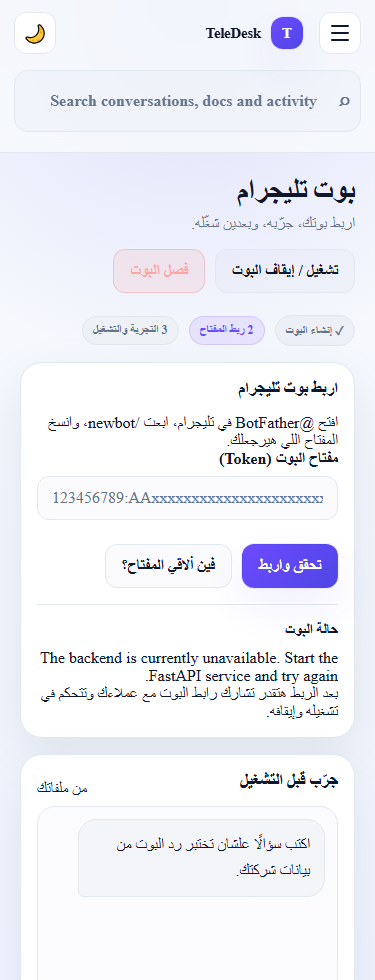 TeleDesk
T
Search conversations, docs and activity
بوت تليجرام
اربط بوتك، جرّبه، وبعدين شغّله.
تشغيل / إيقاف البوت
فصل البوت
✓ إنشاء البوت
2 ربط المفتاح
3 التجربة والتشغيل
اربط بوت تليجرام
افتح @BotFather في تليجرام، ابعت /newbot، وانسخ
المفتاح اللي هيرجعلك.
مفتاح البوت (Token)
123456789:AAxxxxxxxxxxxxxxxxxxxxxx
تحقق واربط
فين ألاقي المفتاح؟
حالة البوت
The backend is currently unavailable. Start the
FastAPI service and try again.
بعد الربط هتقدر تشارك رابط البوت مع عملاءك وتتحكم في
تشغيله وإيقافه.
جرّب قبل التشغيل
من ملفاتك
اكتب سؤالًا علشان تختبر رد البوت من
بيانات شركتك.